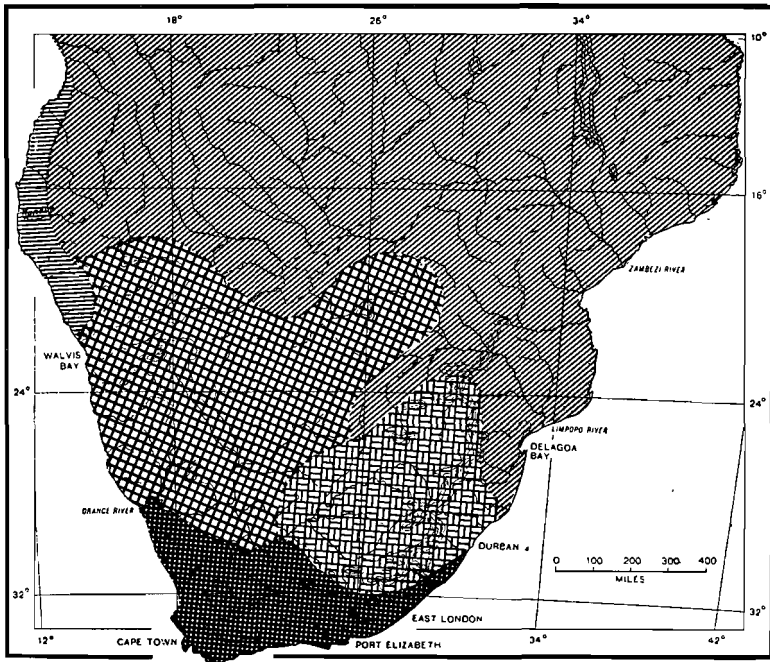 18° 26° 34°
10°
16°
ZAMBEZI RIVER
WALVIS
BAY
24° 24°
LIMPOPO RIVER
DELAGOA
BAY
ORANGE RIVER
DURBAN
0 100 200 300 400
MILES
32° 32°
EAST LONDON
12° CAPE TOWN PORT ELIZABETH 34° 42°